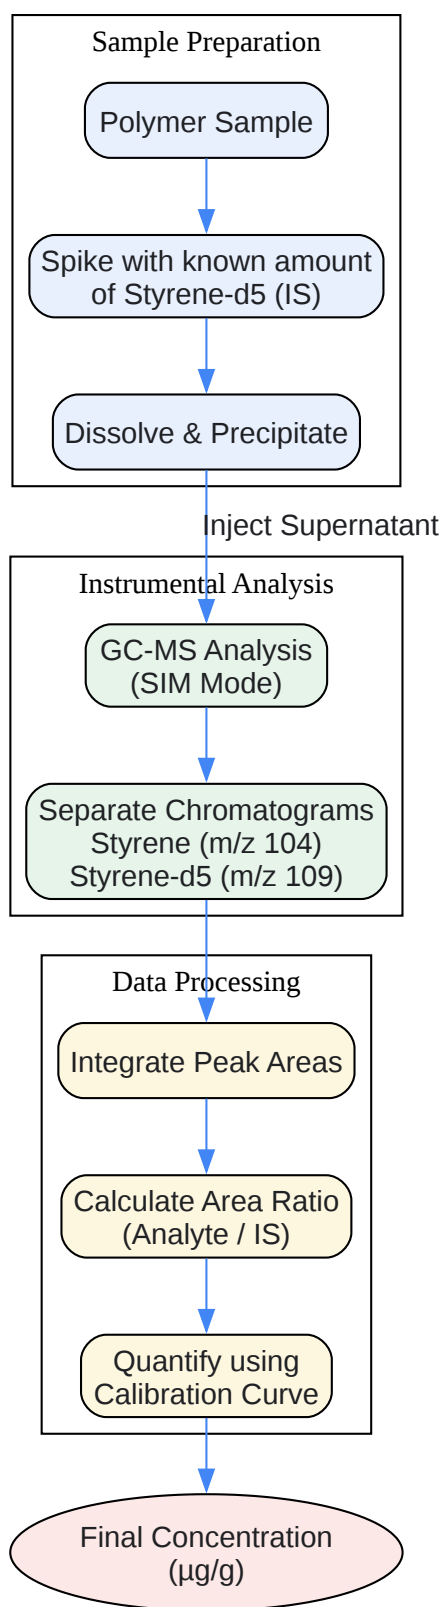 Sample Preparation
Polymer Sample
Spike with known amount
of Styrene-d5 (IS)
Dissolve & Precipitate
Inject Supernatant
Instrumental Analysis
GC-MS Analysis
(SIM Mode)
Separate Chromatograms
Styrene (m/z 104)
Styrene-d5 (m/z 109)
Data Processing
Integrate Peak Areas
Calculate Area Ratio
(Analyte / IS)
Quantify using
Calibration Curve
Final Concentration
(µg/g)